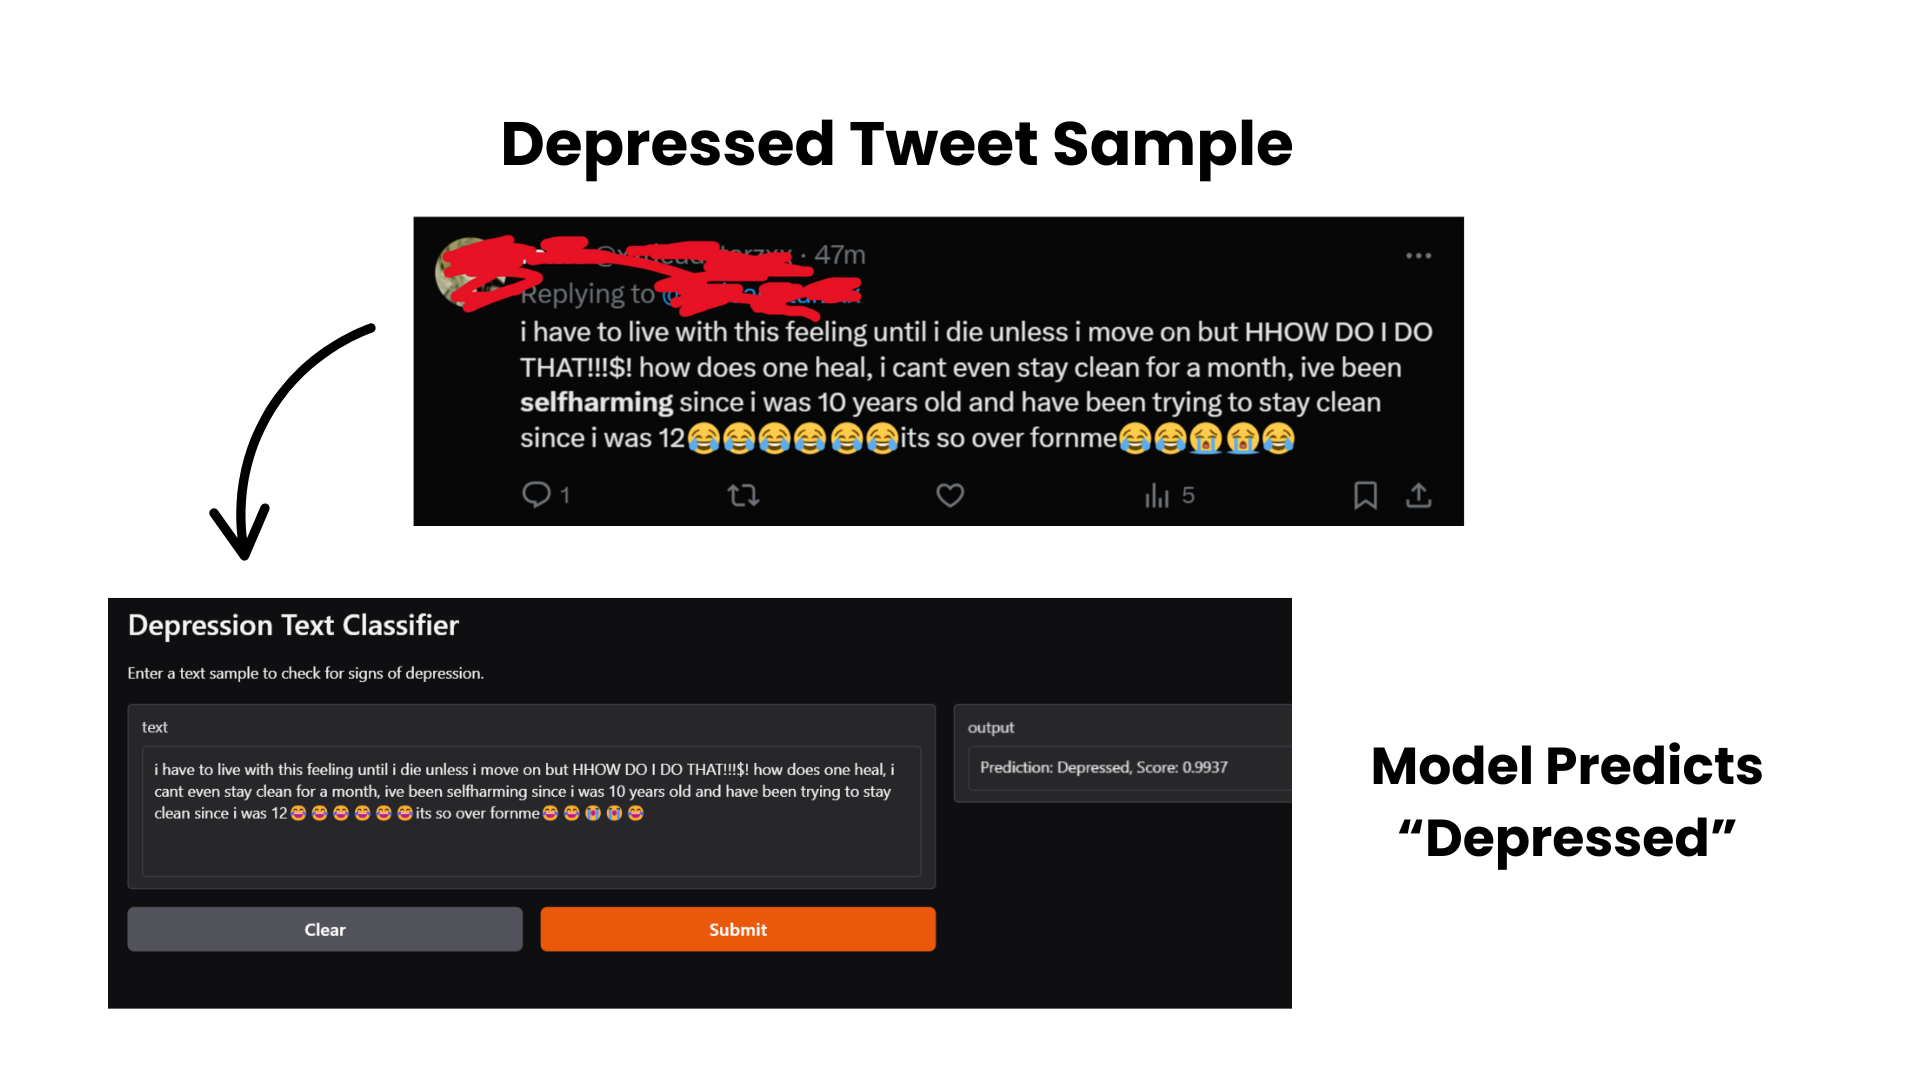 Depressed Tweet Sample
· 47m
Replying to
i have to live with this feeling until i die unless i move on but HHOW DO I DO
THAT!!!$! how does one heal, i cant even stay clean for a month, ive been
selfharming since i was 10 years old and have been trying to stay clean
since i was 12😂😂😂😂😂😂its so over fornme😂😂😭😭😂
1
5
Depression Text Classifier
Enter a text sample to check for signs of depression.
text
i have to live with this feeling until i die unless i move on but HHOW DO I DO THAT!!!$! how does one heal, i
cant even stay clean for a month, ive been selfharming since i was 10 years old and have been trying to stay
clean since i was 12😂😂😂😂😂😂its so over fornme😂😂😭😭😂
output
Prediction: Depressed, Score: 0.9937
Clear
Submit
Model Predicts
“Depressed”